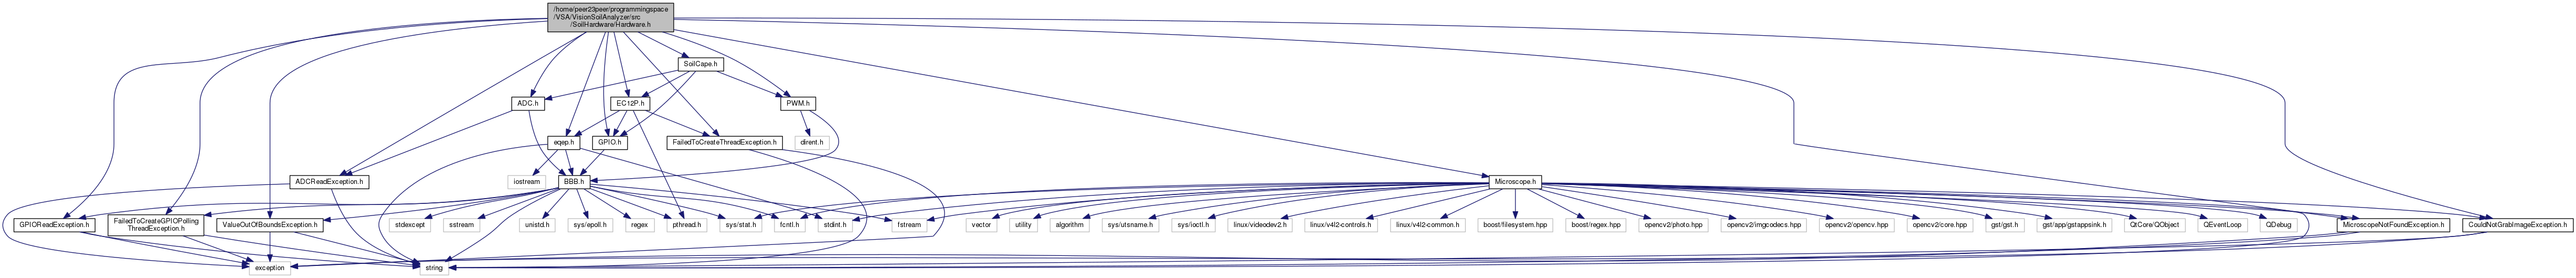 /home/peer23peer/programmingspace
/VSA/VisionSoilAnalyzer/src
/SoilHardware/Hardware.h
SoilCape.h
ADC.h
EC12P.h
PWM.h
eqep.h
GPIO.h
FailedToCreateThreadException.h
dirent.h
ADCReadException.h
iostream
BBB.h
Microscope.h
GPIOReadException.h
FailedToCreateGPIOPolling
ThreadException.h
ValueOutOfBoundsException.h
stdexcept
sstream
unistd.h
sys/epoll.h
regex
pthread.h
sys/stat.h
fcntl.h
stdint.h
fstream
vector
utility
algorithm
sys/utsname.h
sys/ioctl.h
linux/videodev2.h
linux/v4l2-controls.h
linux/v4l2-common.h
boost/filesystem.hpp
boost/regex.hpp
opencv2/photo.hpp
opencv2/imgcodecs.hpp
opencv2/opencv.hpp
opencv2/core.hpp
gst/gst.h
gst/app/gstappsink.h
QtCore/QObject
QEventLoop
QDebug
MicroscopeNotFoundException.h
CouldNotGrabImageException.h
exception
string